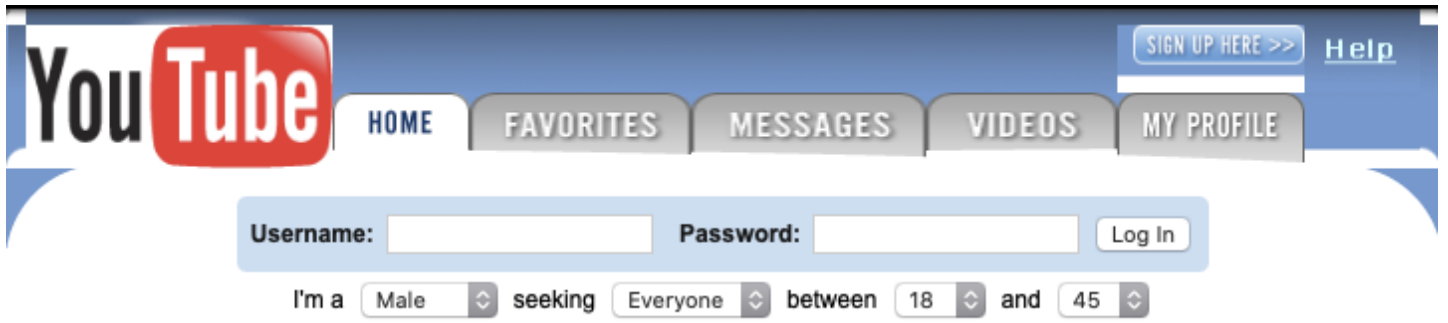 YouTube
SIGN UP HERE >> Help
HOME FAVORITES MESSAGES VIDEOS MY PROFILE
Username: Password: Log In
I'm a Male seeking Everyone between 18 and 45